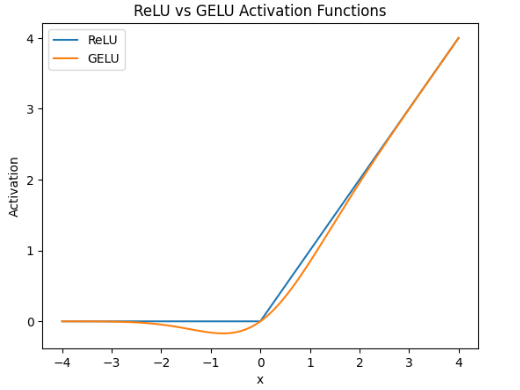 ReLU vs GELU Activation Functions
ReLU
GELU
Activation
4
3
2
1
0
−4 −3 −2 −1 0 1 2 3 4
x